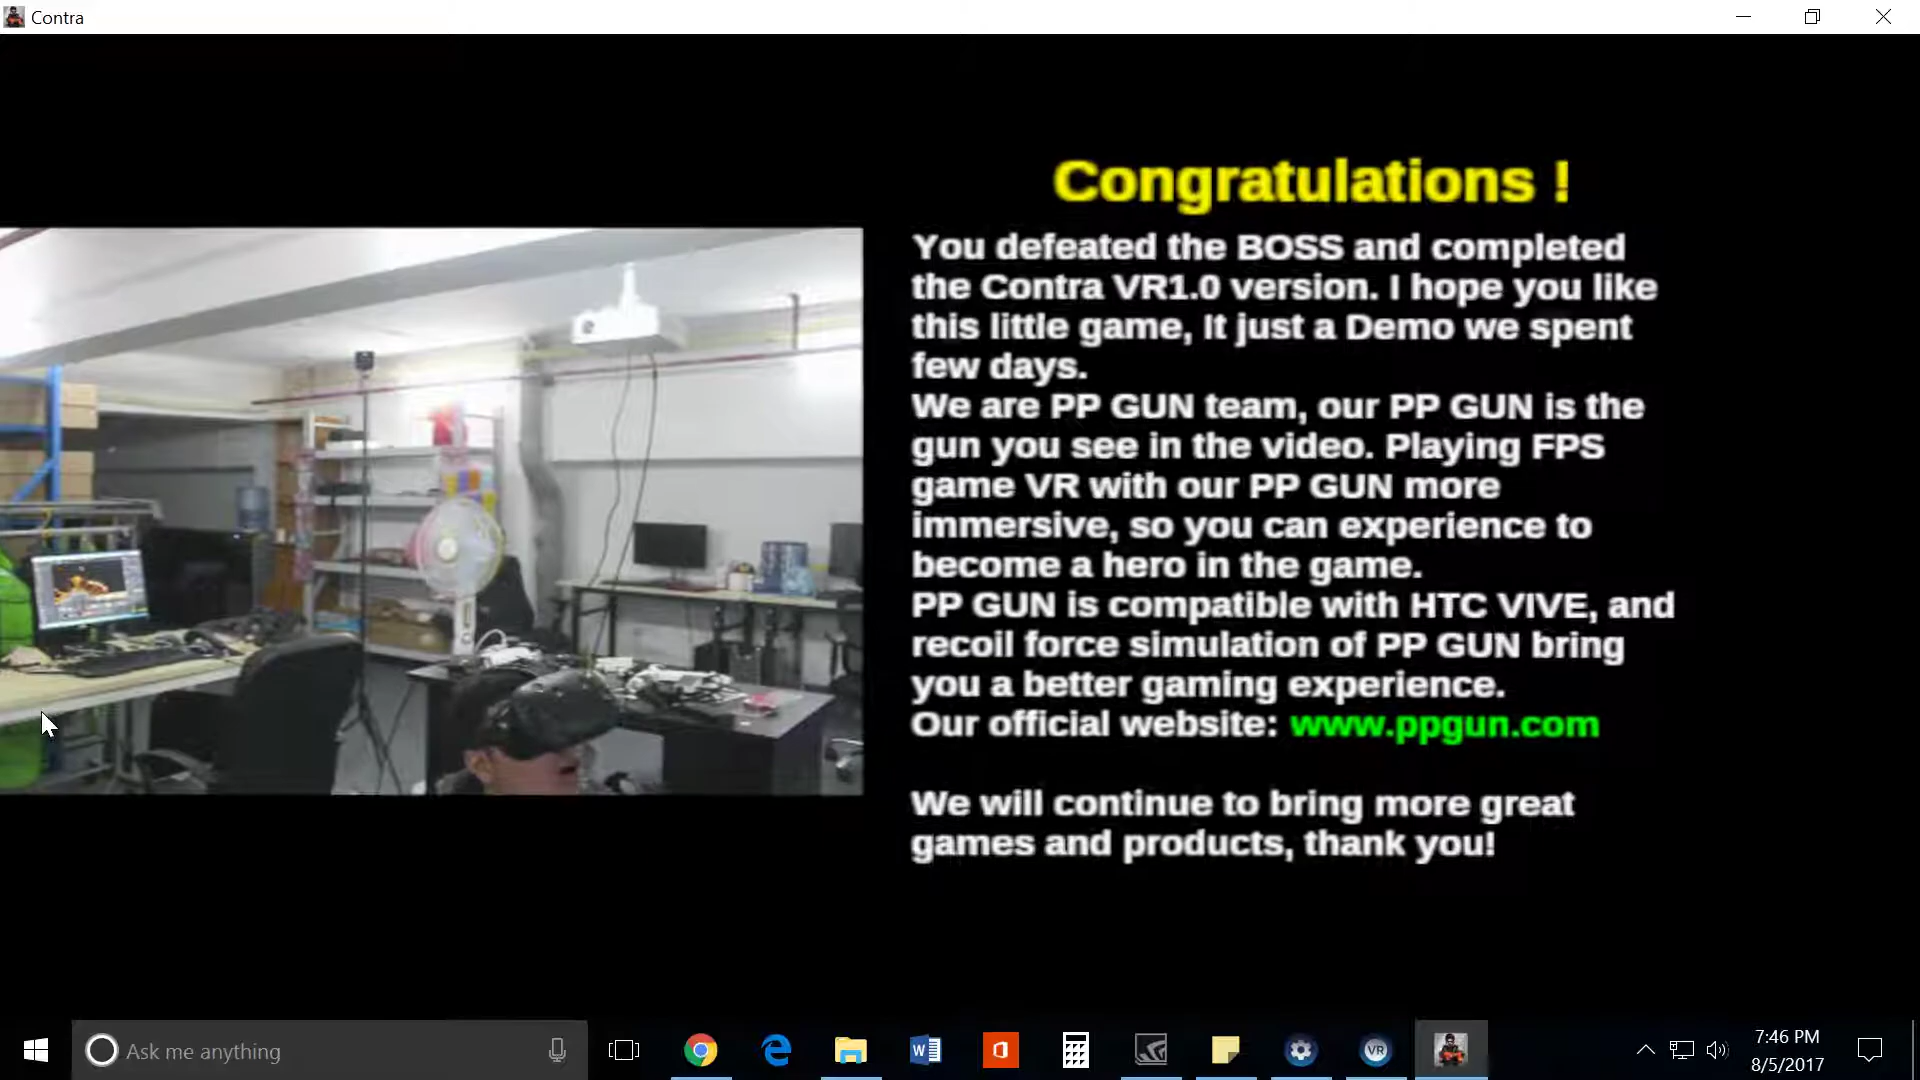 Contra
Congratulations !
You defeated the BOSS and completed
the Contra VR1.0 version. I hope you like
this little game, It just a Demo we spent
few days.
We are PP GUN team, our PP GUN is the
gun you see in the video. Playing FPS
game VR with our PP GUN more
immersive, so you can experience to
become a hero in the game.
PP GUN is compatible with HTC VIVE, and
recoil force simulation of PP GUN bring
you a better gaming experience.
Our official website: www.ppgun.com
We will continue to bring more great
games and products, thank you!
Ask me anything
VR
7:46 PM
8/5/2017